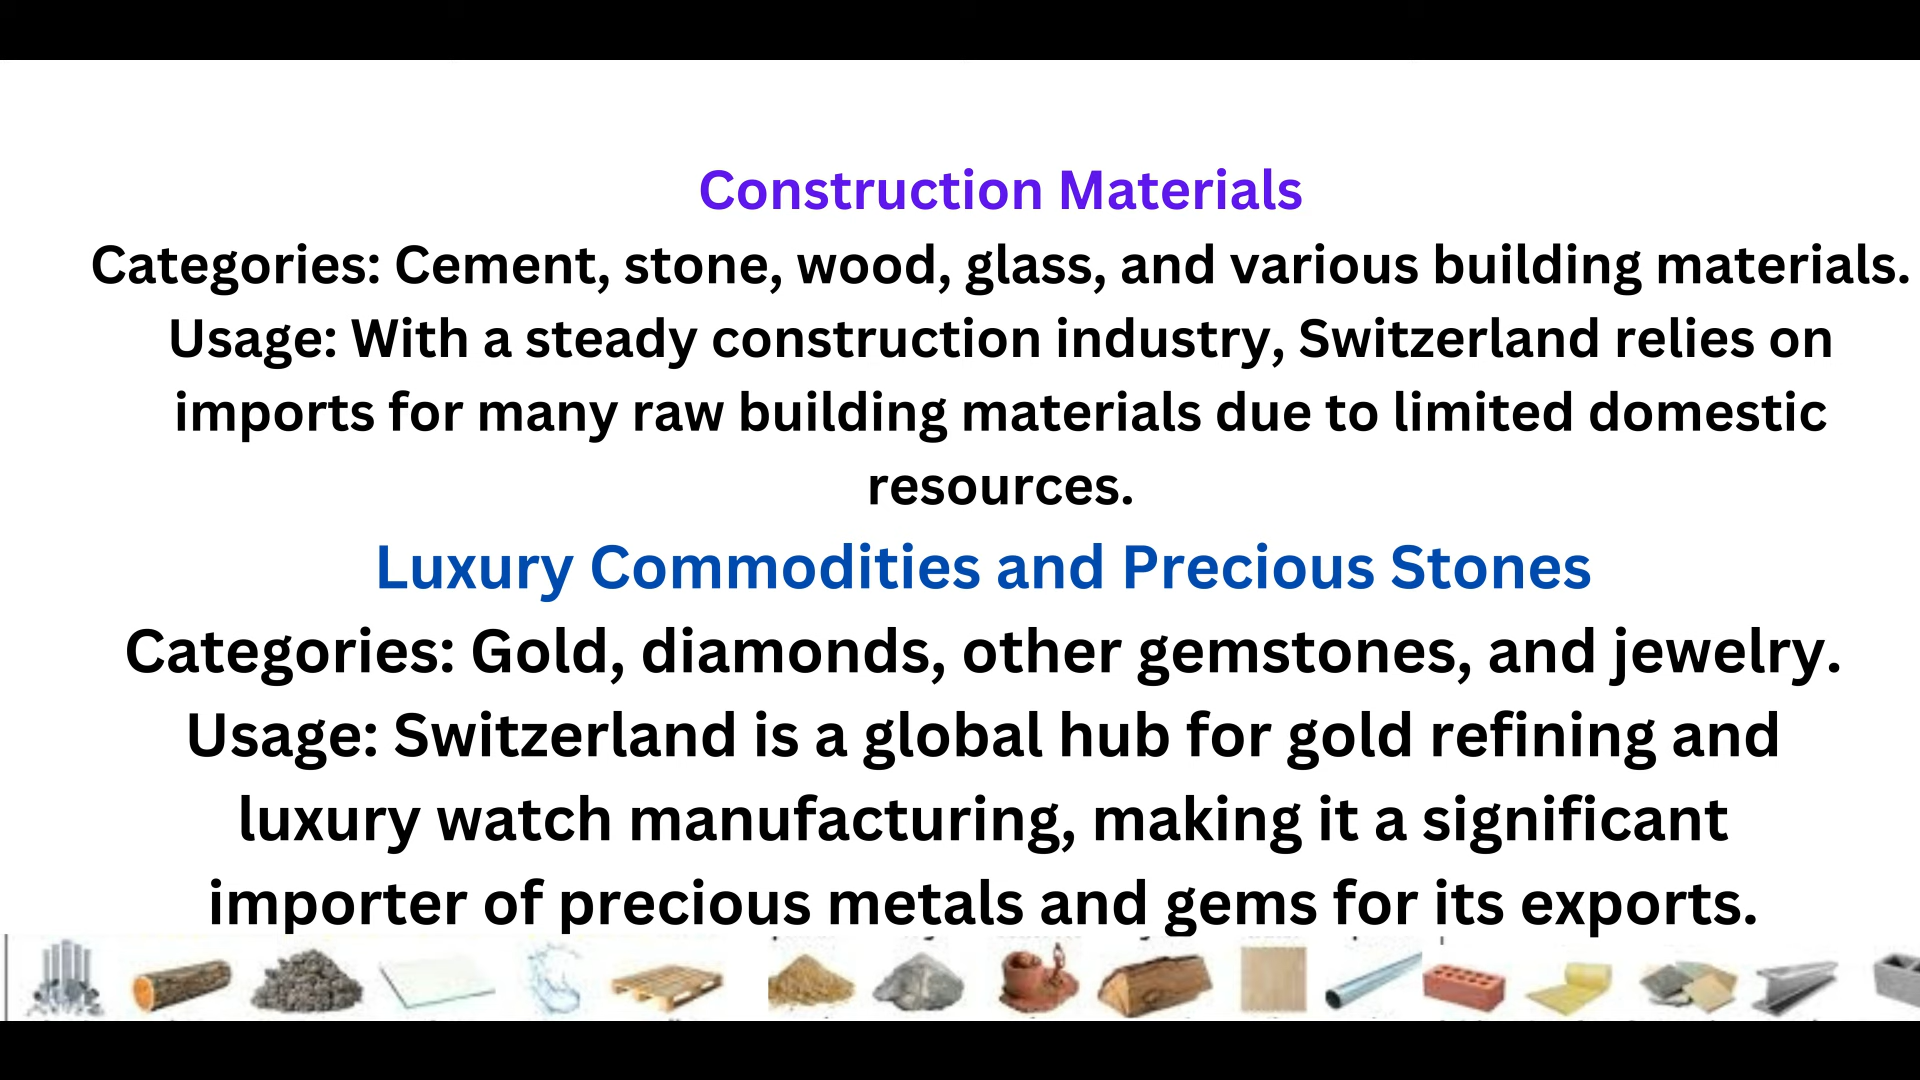 Construction Materials
Categories: Cement, stone, wood, glass, and various building materials.
Usage: With a steady construction industry, Switzerland relies on
imports for many raw building materials due to limited domestic
resources.
Luxury Commodities and Precious Stones
Categories: Gold, diamonds, other gemstones, and jewelry.
Usage: Switzerland is a global hub for gold refining and
luxury watch manufacturing, making it a significant
importer of precious metals and gems for its exports.